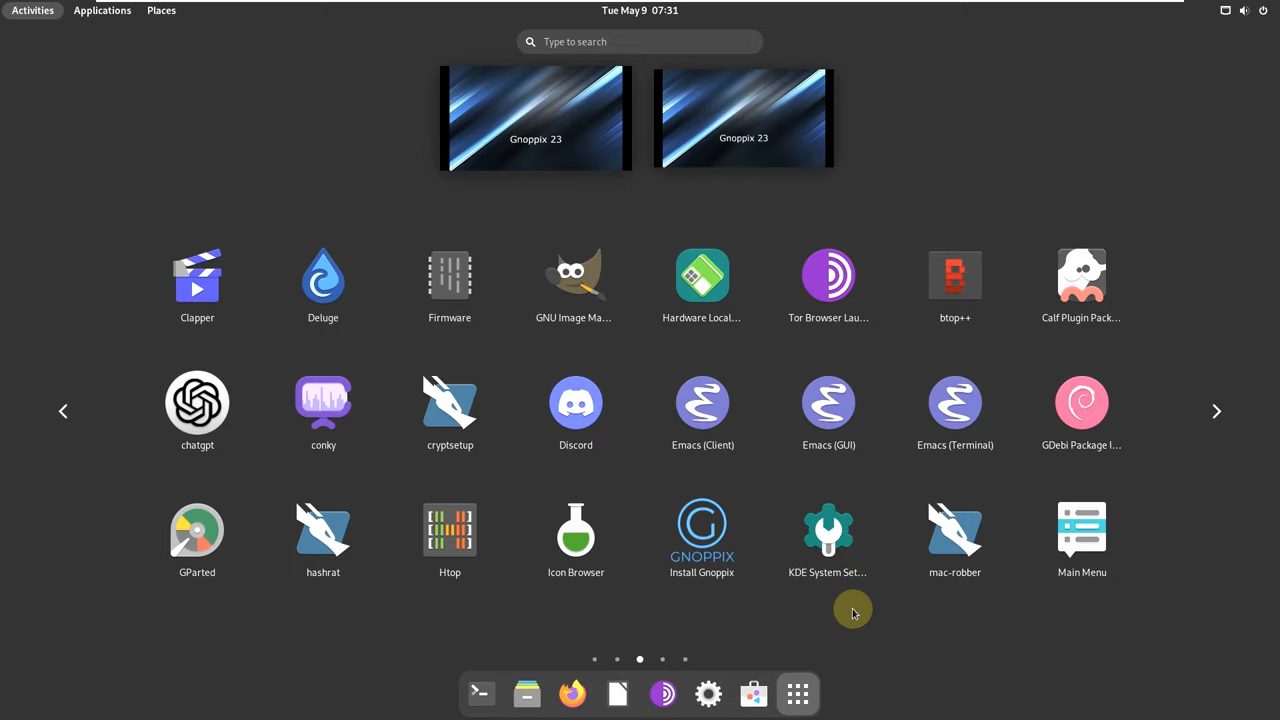 Activities Applications Places Tue May 9 07:31
Type to search
Gnoppix 23 Gnoppix 23
Clapper Deluge Firmware GNU Image Ma... Hardware Local... Tor Browser Lau... btop++ Calf Plugin Pack...
chatgpt conky cryptsetup Discord Emacs (Client) Emacs (GUI) Emacs (Terminal) GDebi Package I...
GNOPPIX
GParted hashrat Htop Icon Browser Install Gnoppix KDE System Set... mac-robber Main Menu